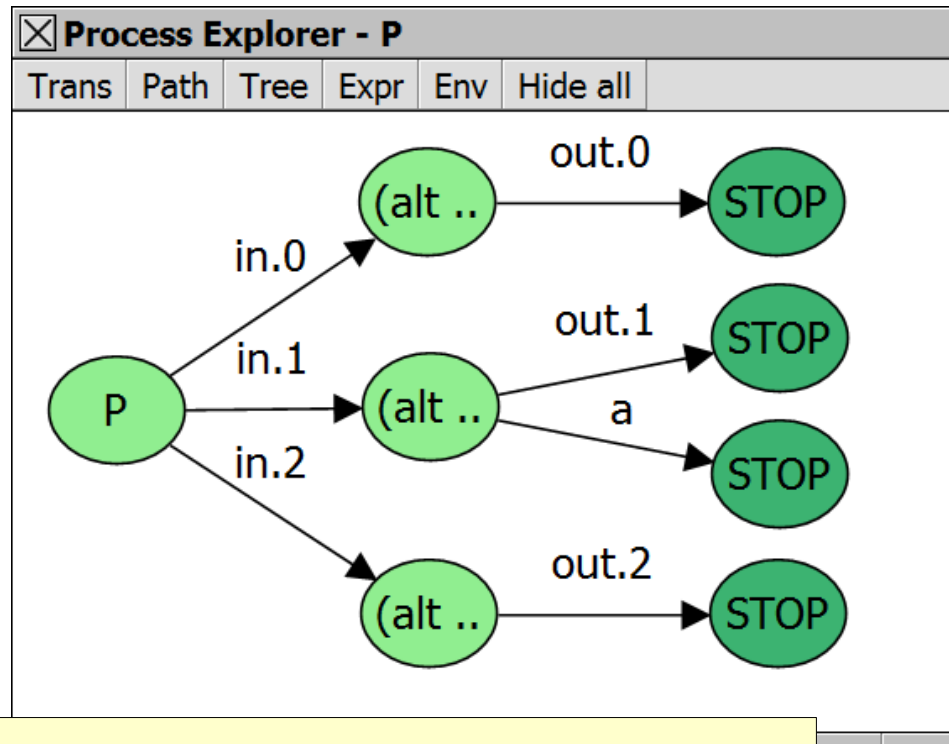 Process Explorer - P
Trans Path Tree Expr Env Hide all
out.0
(alt .. STOP
in.0
out.1
STOP
in.1
P (alt .. a
in.2 STOP
out.2
(alt .. STOP